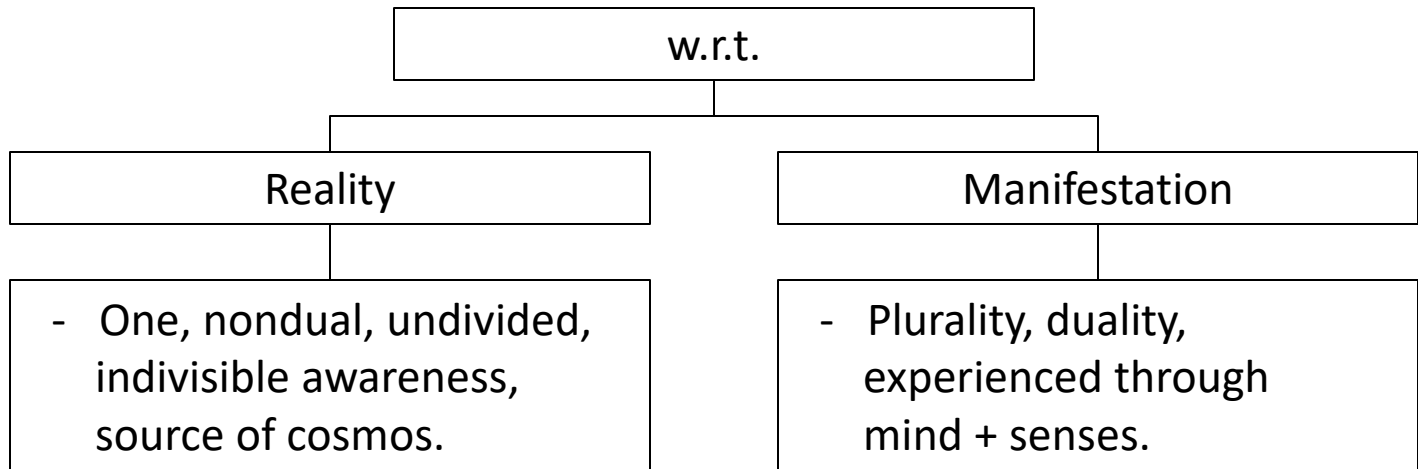 w.r.t.
Reality
- One, nondual, undivided,
indivisible awareness,
source of cosmos.
Manifestation
- Plurality, duality,
experienced through
mind + senses.